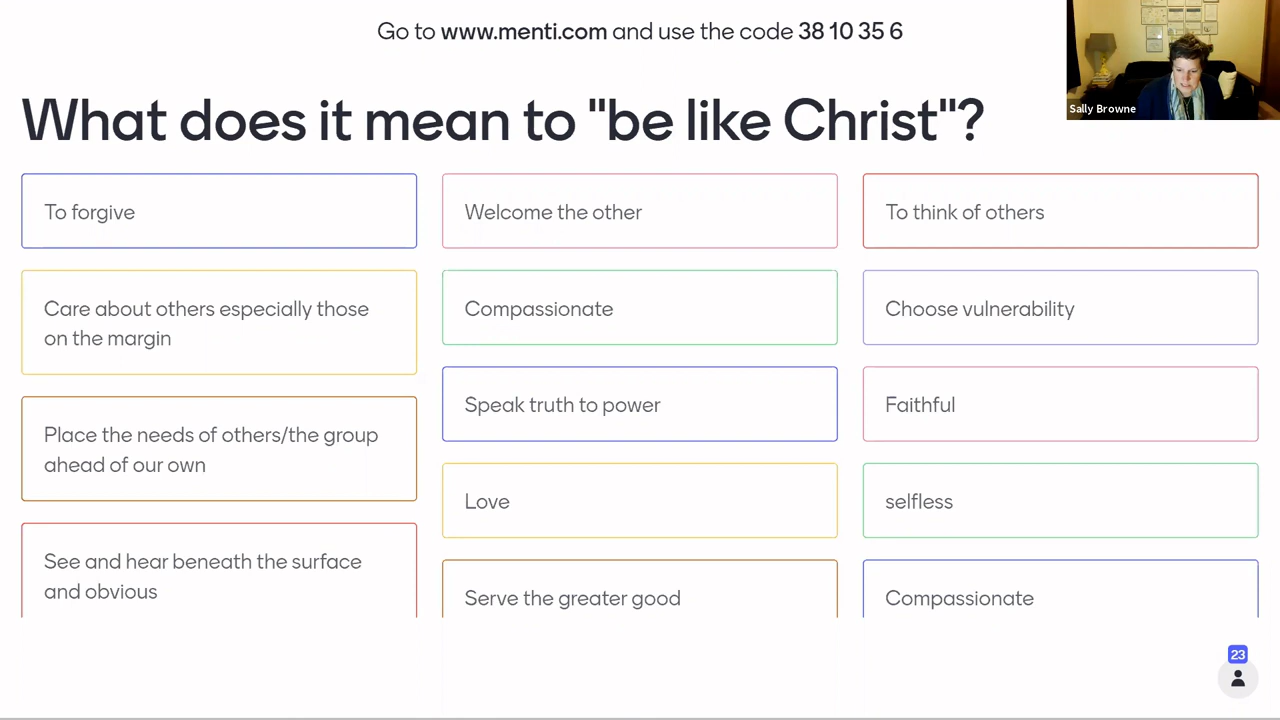 Go to www.menti.com and use the code 38 10 35 6
Sally Browne
What does it mean to "be like Christ"?
To forgive
Welcome the other
To think of others
Care about others especially those
on the margin
Compassionate
Choose vulnerability
Place the needs of others/the group
ahead of our own
Speak truth to power
Faithful
Love
selfless
See and hear beneath the surface
and obvious
Serve the greater good
Compassionate
23